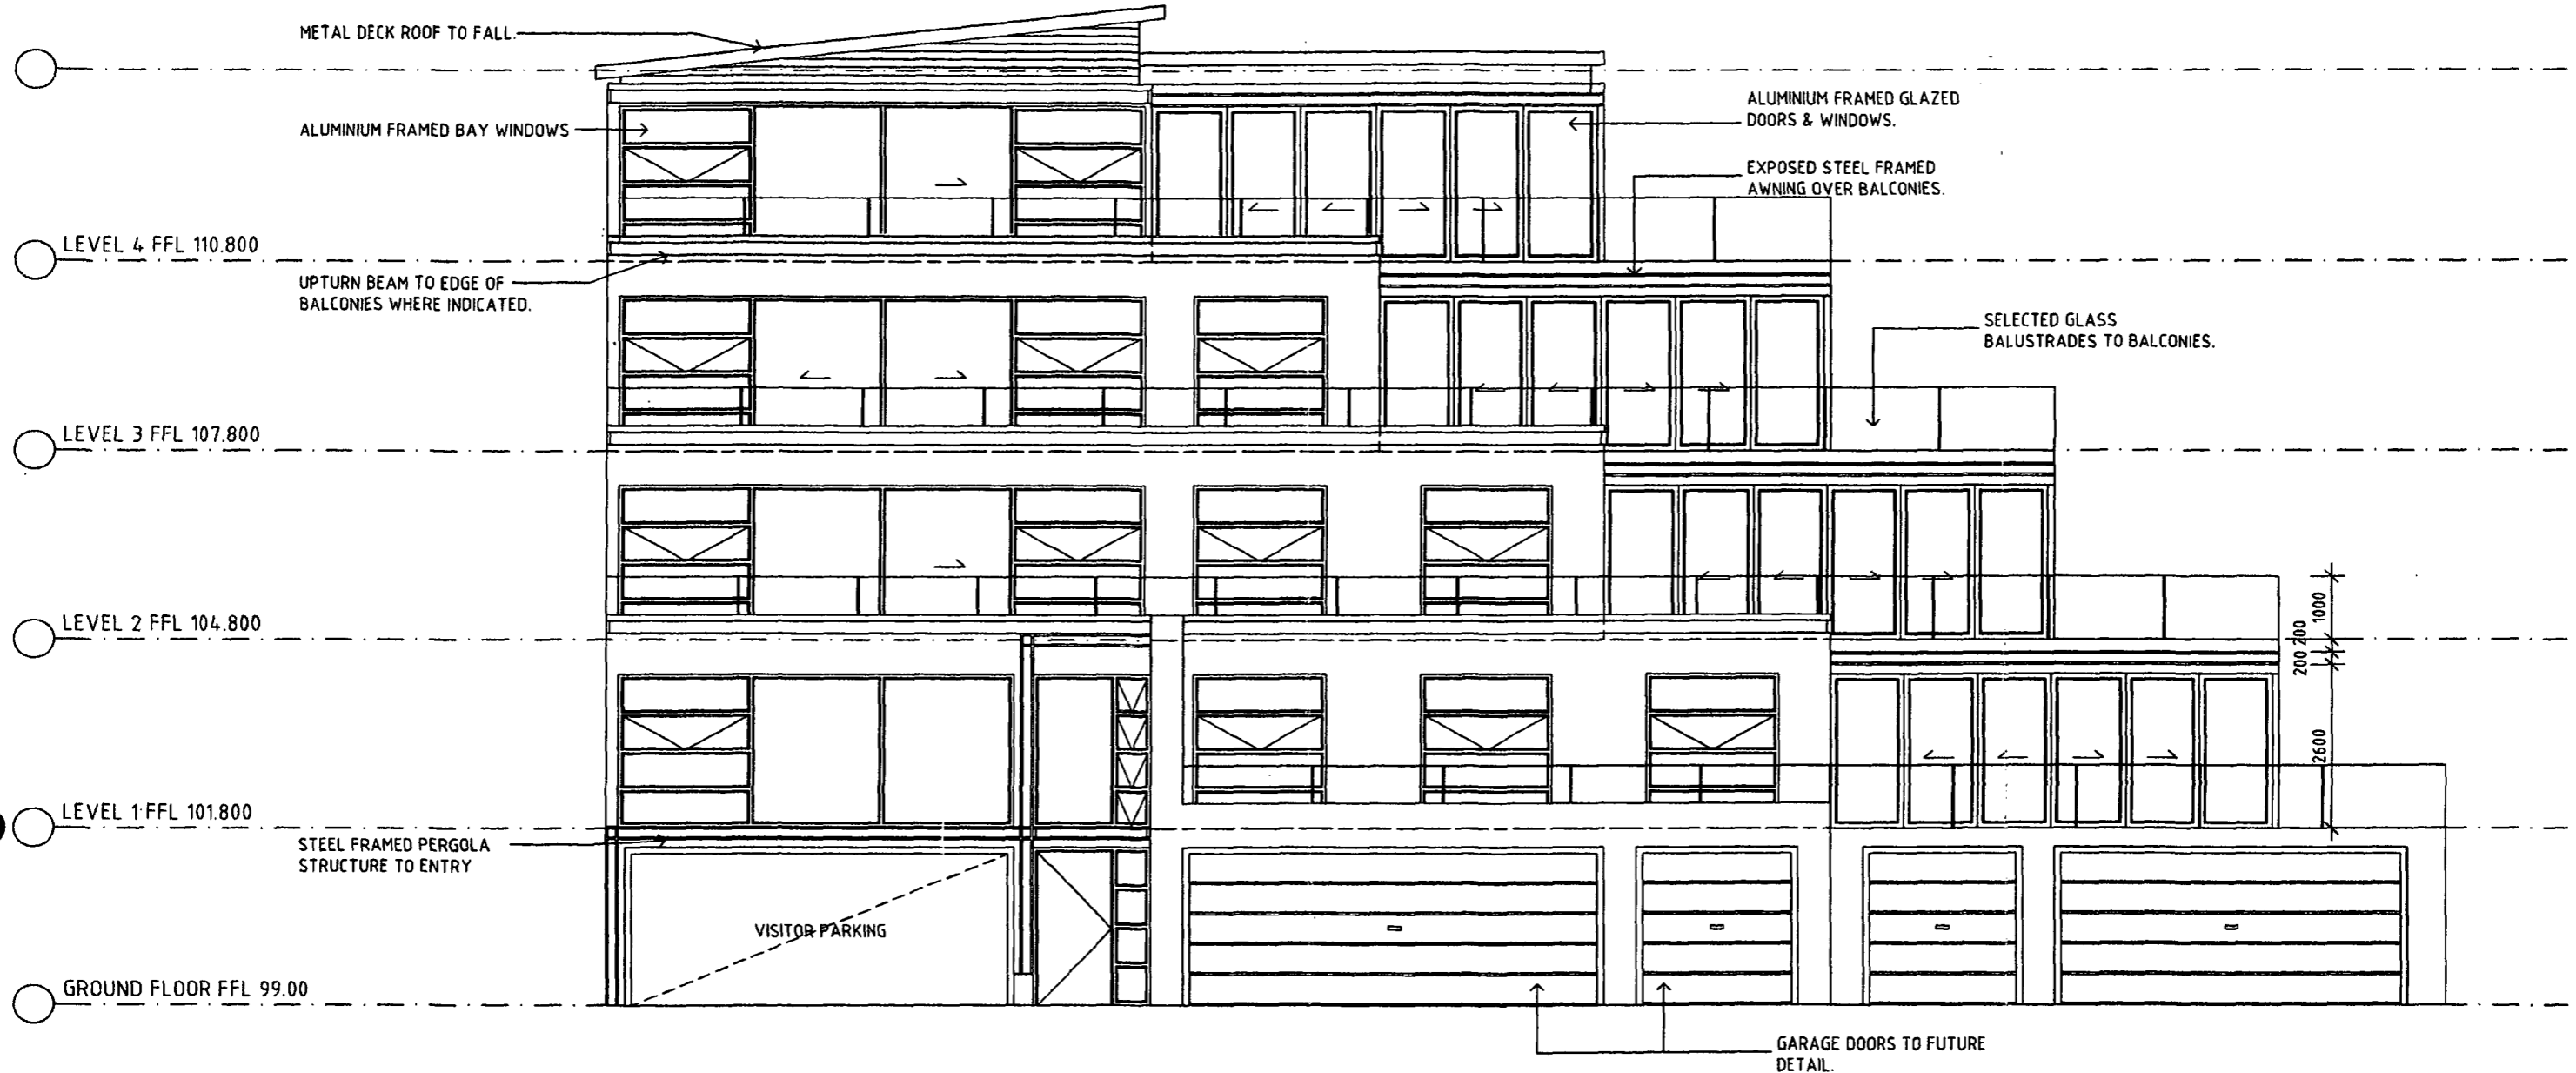 METAL DECK ROOF TO FALL.
ALUMINIUM FRAMED BAY WINDOWS
ALUMINIUM FRAMED GLAZED
DOORS & WINDOWS.
EXPOSED STEEL FRAMED
AWNING OVER BALCONIES.
LEVEL 4 FFL 110.800
UPTURN BEAM TO EDGE OF
BALCONIES WHERE INDICATED.
SELECTED GLASS
BALUSTRADES TO BALCONIES.
LEVEL 3 FFL 107.800
LEVEL 2 FFL 104.800
1000
200
200
2600
LEVEL 1 FFL 101.800
STEEL FRAMED PERGOLA
STRUCTURE TO ENTRY
VISITOR PARKING
GROUND FLOOR FFL 99.00
GARAGE DOORS TO FUTURE
DETAIL.